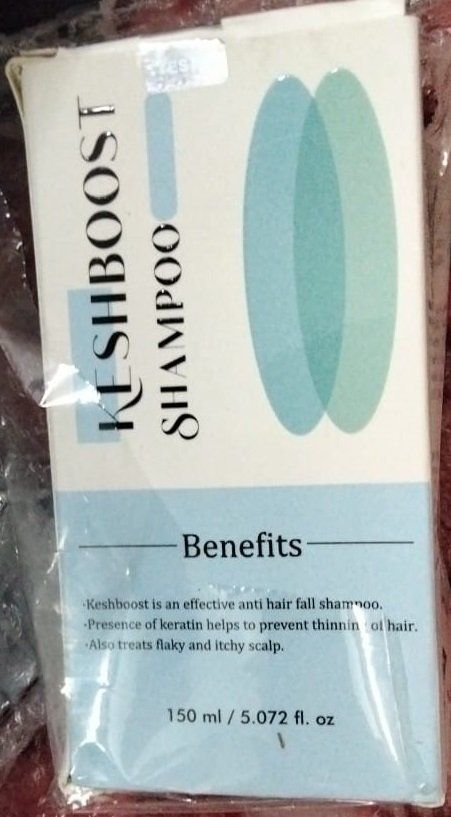 KESHBOOST
SHAMPOO
Benefits
·Keshboost is an effective anti hair fall shampoo.
·Presence of keratin helps to prevent thinning of hair.
·Also treats flaky and itchy scalp.
150 ml / 5.072 fl. oz